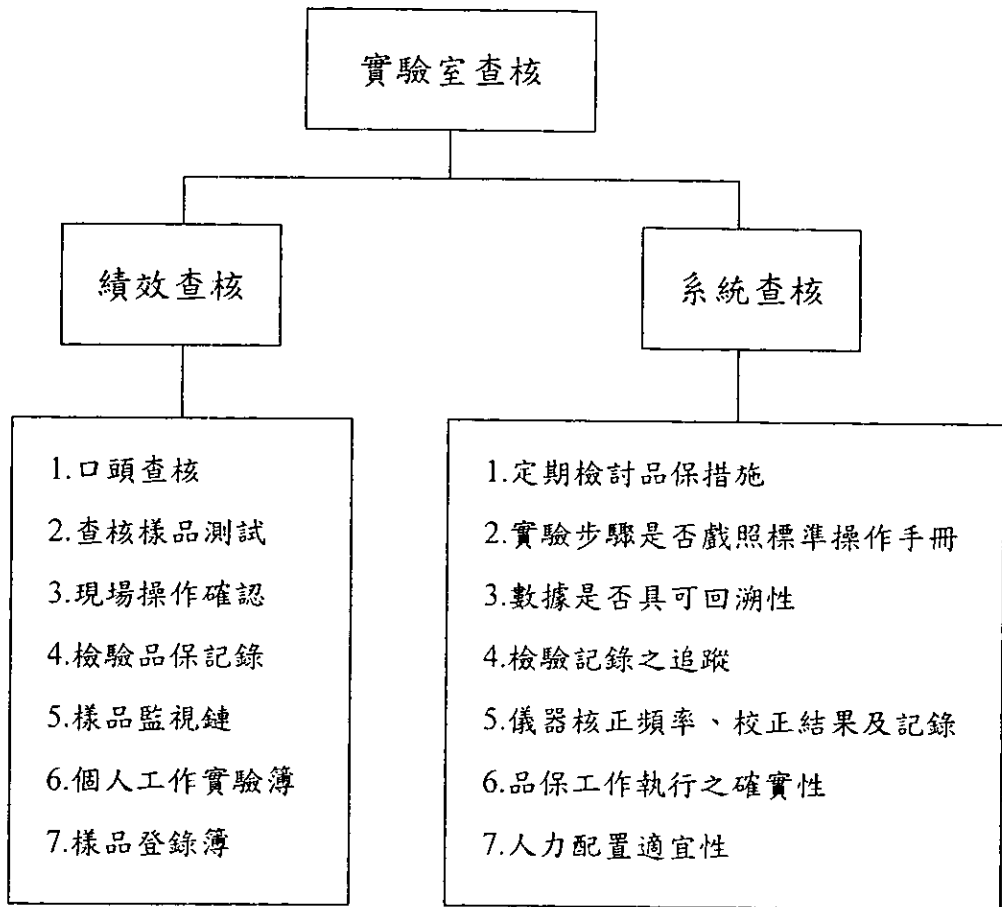 實驗室查核
績效查核
系統查核
1.口頭查核
2.查核樣品測試
3.現場操作確認
4.檢驗品保記錄
5.樣品監視鏈
6.個人工作實驗簿
7.樣品登錄簿
1.定期檢討品保措施
2.實驗步驟是否戲照標準操作手冊
3.數據是否具可回溯性
4.檢驗記錄之追蹤
5.儀器核正頻率、校正結果及記錄
6.品保工作執行之確實性
7.人力配置適宜性